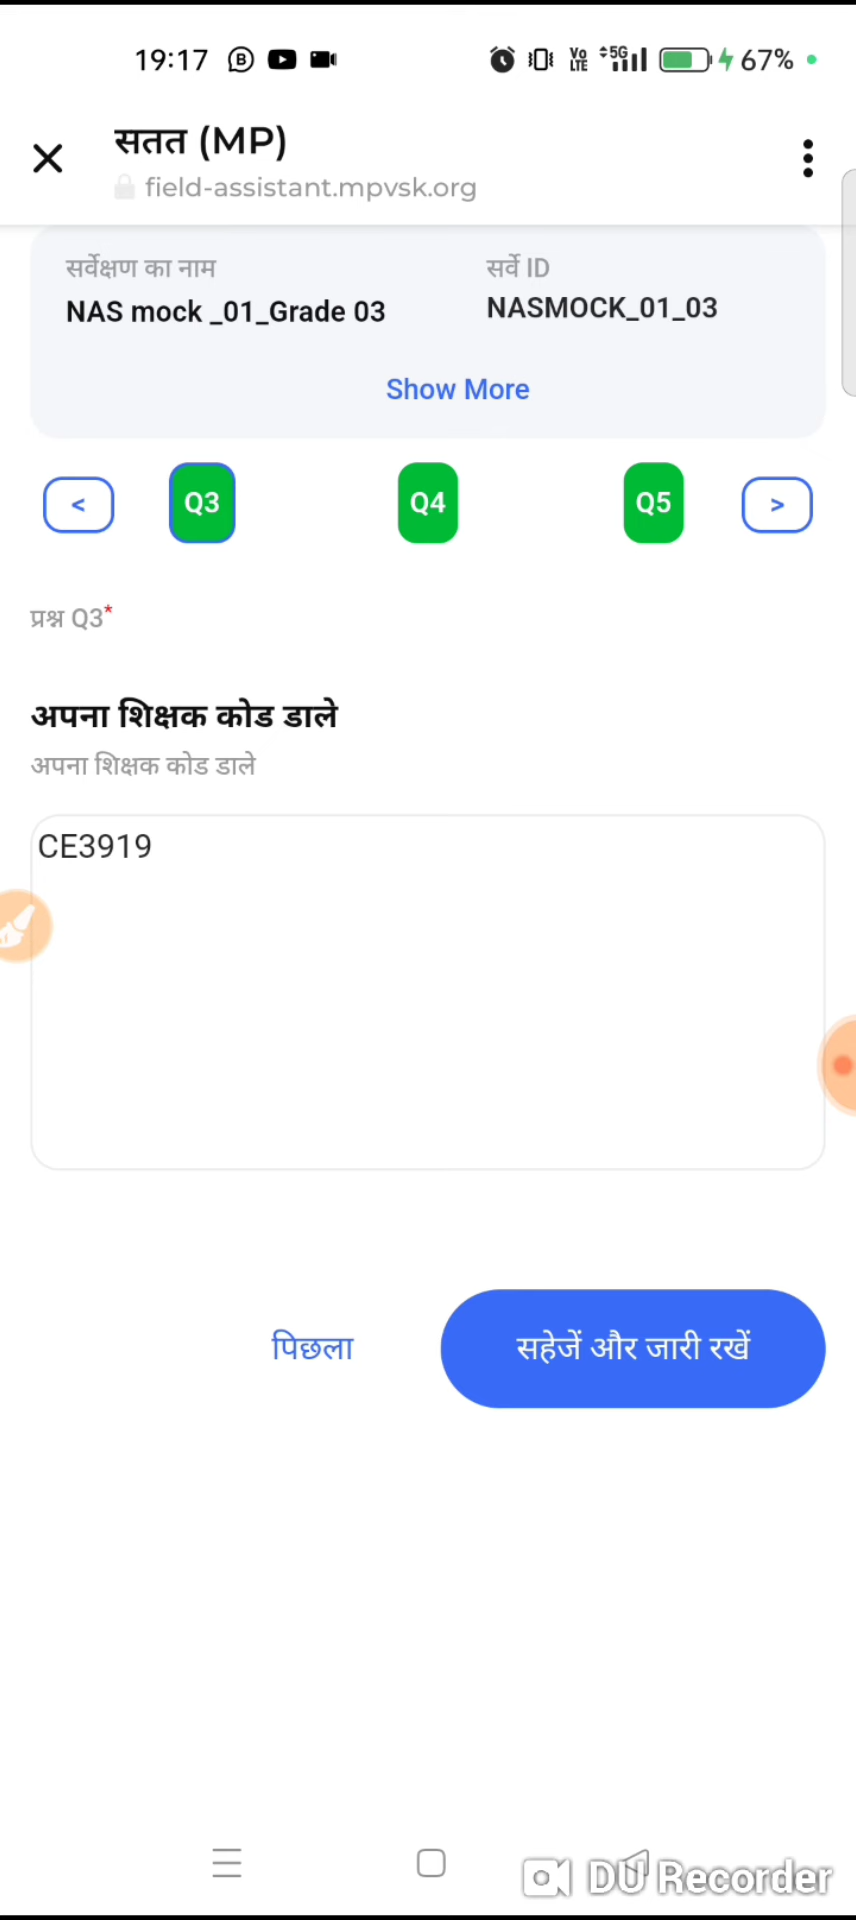 19:17 67%
सतत (MP)
field-assistant.mpvsk.org
सर्वेक्षण का नाम सर्वे ID
NAS mock _01_Grade 03 NASMOCK_01_03
Show More
< Q3 Q4 Q5 >
प्रश्न Q3*
अपना शिक्षक कोड डाले
अपना शिक्षक कोड डाले
CE3919
पिछला सहेजें और जारी रखें
DU Recorder